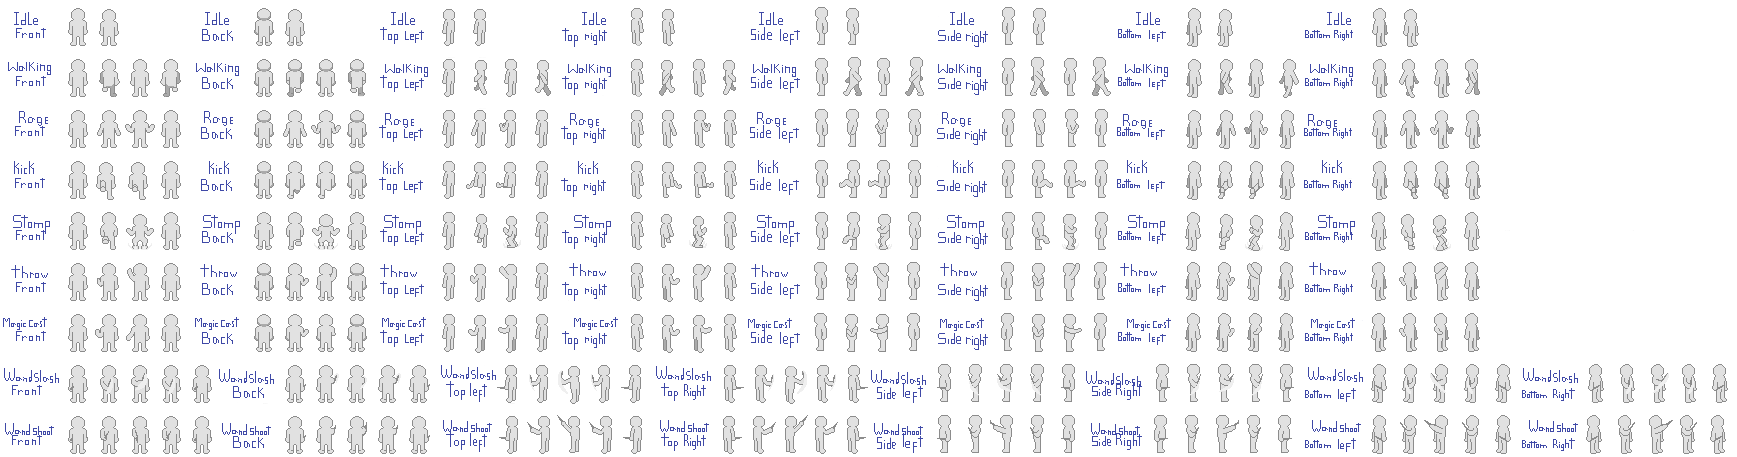 Idle
Front
Idle
Back
Idle
Top Left
Idle
Top right
Idle
Side left
Idle
Side right
Idle
Bottom left
Idle
Bottom Right
Walking
Front
Walking
Back
Walking
Top Left
Walking
Top right
Walking
Side left
Walking
Side right
Walking
Bottom left
Walking
Bottom Right
Rage
Front
Rage
Back
Rage
Top Left
Rage
Top right
Rage
Side left
Rage
Side right
Rage
Bottom left
Rage
Bottom Right
Kick
Front
Kick
Back
Kick
Top Left
Kick
Top right
Kick
Side left
Kick
Side right
Kick
Bottom left
Kick
Bottom Right
Stomp
Front
Stomp
Back
Stomp
Top Left
Stomp
Top right
Stomp
Side left
Stomp
Side right
Stomp
Bottom left
Stomp
Bottom Right
Throw
Front
Throw
Back
Throw
Top Left
Throw
Top right
Throw
Side left
Throw
Side right
Throw
Bottom left
Throw
Bottom Right
Magic Cast
Front
Magic Cast
Back
Magic Cast
Top Left
Magic Cast
Top right
Magic Cast
Side left
Magic Cast
Side right
Magic Cast
Bottom left
Magic Cast
Bottom Right
Wandslash
Front
Wandslash
Back
Wandslash
Top left
Wandslash
Top Right
Wandslash
Side left
Wandslash
Side Right
Wandslash
Bottom left
Wandslash
Bottom Right
Wand shoot
Front
Wand shoot
Back
Wand shoot
Top left
Wand shoot
Top Right
Wand shoot
Side left
Wand shoot
Side Right
Wand shoot
Bottom left
Wand shoot
Bottom Right